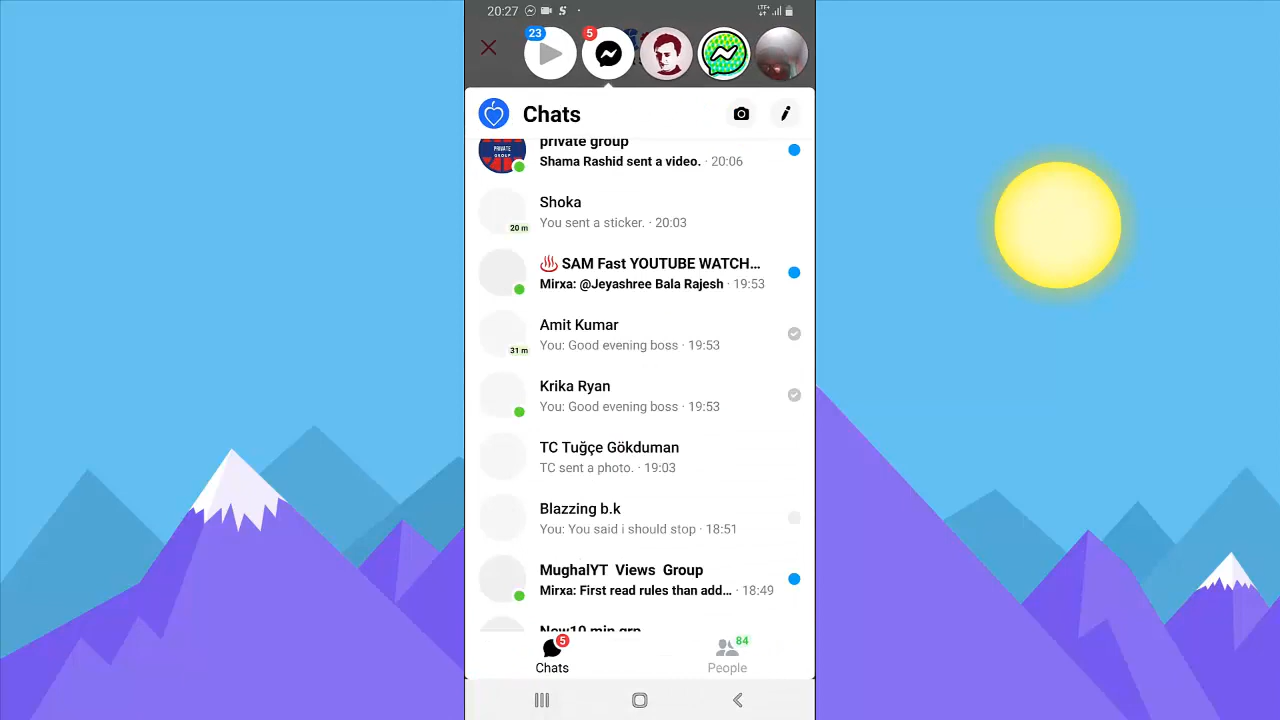 20:27
LTE+
23
5
Chats
private group
PRIVATE
GROUP
Shama Rashid sent a video. · 20:06
Shoka
You sent a sticker. · 20:03
20 m
♨ SAM Fast YOUTUBE WATCH...
Mirxa: @Jeyashree Bala Rajesh · 19:53
Amit Kumar
You: Good evening boss · 19:53
31 m
Krika Ryan
You: Good evening boss · 19:53
TC Tuğçe Gökduman
TC sent a photo. · 19:03
Blazzing b.k
You: You said i should stop · 18:51
MughalYT Views Group
Mirxa: First read rules than add... · 18:49
5
Chats
84
People